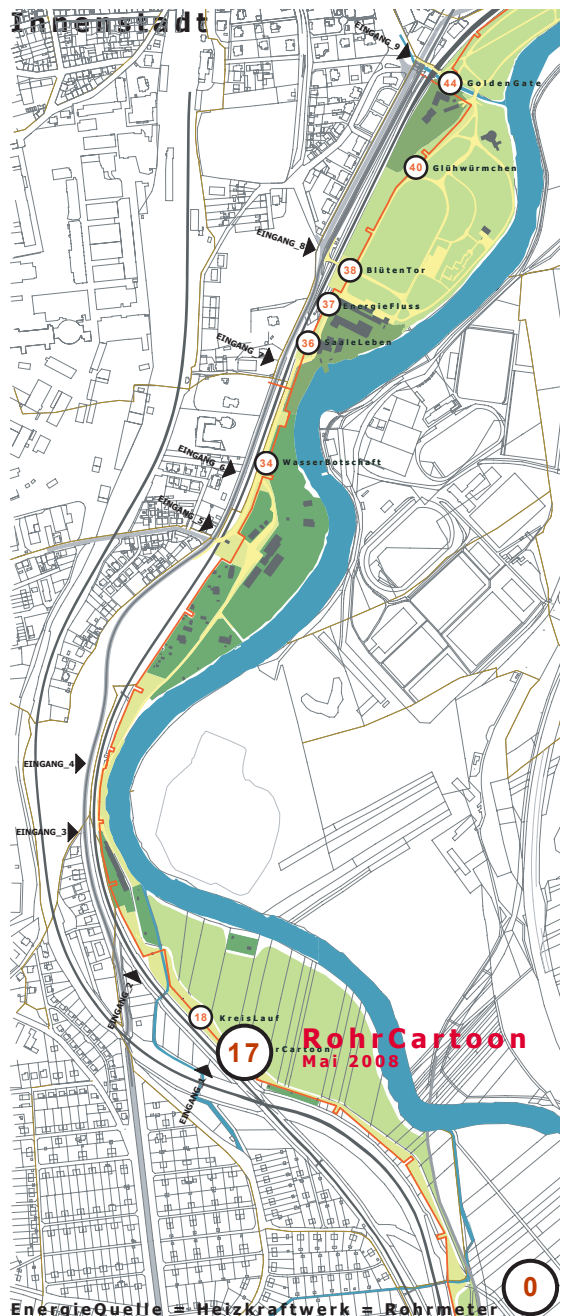 Innenstadt
EINGANG_9
44 GoldenGate
40 Glühwürmchen
EINGANG_8
38 BlütenTor
37 EnergieFluss
36 SaaleLeben
EINGANG_7
34 WasserBotschaft
EINGANG_6
EINGANG_5
EINGANG_4
EINGANG_3
EINGANG_2
18 KreisLauf
RohrCartoon
17 rCartoon
Mai 2008
EINGANG_1
0
EnergieQuelle = Heizkraftwerk = Rohrmeter